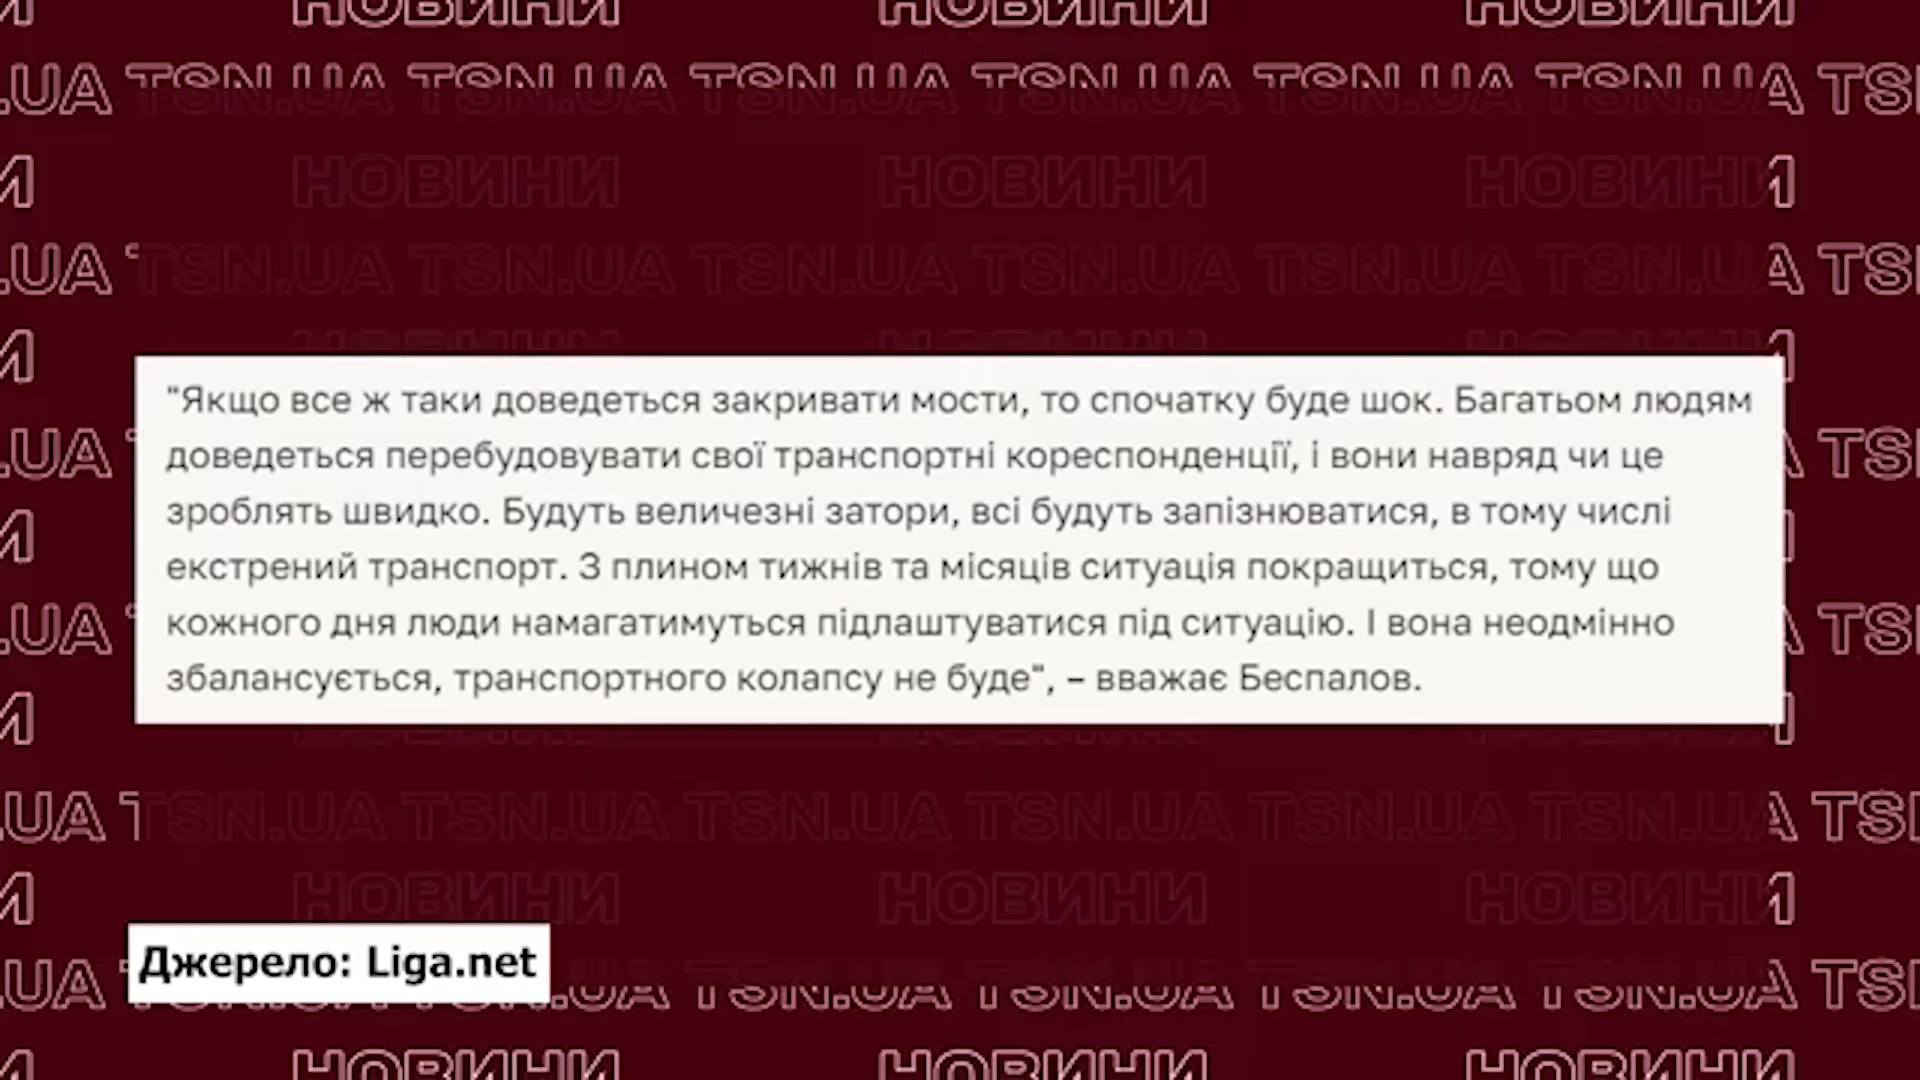 НОВИНИ НОВИНИ НОВИНИ
.UA TSN.UA TSN.UA TSN.UA TSN.UA TSN.UA TSN.UA TSN
НОВИНИ НОВИНИ НОВИНИ
.UA TSN.UA TSN.UA TSN.UA TSN.UA TSN.UA TSN.UA TSN
"Якщо все ж таки доведеться закривати мости, то спочатку буде шок. Багатьом людям
доведеться перебудовувати свої транспортні кореспонденції, і вони навряд чи це
зроблять швидко. Будуть величезні затори, всі будуть запізнюватися, в тому числі
екстрений транспорт. З плином тижнів та місяців ситуація покращиться, тому що
кожного дня люди намагатимуться підлаштуватися під ситуацію. І вона неодмінно
збалансується, транспортного колапсу не буде", – вважає Беспалов.
.UA TSN.UA TSN.UA TSN.UA TSN.UA TSN.UA TSN.UA TSN
НОВИНИ НОВИНИ НОВИНИ
Джерело: Liga.net
.UA TSN.UA TSN.UA TSN.UA TSN.UA TSN
НОВИНИ НОВИНИ НОВИНИ